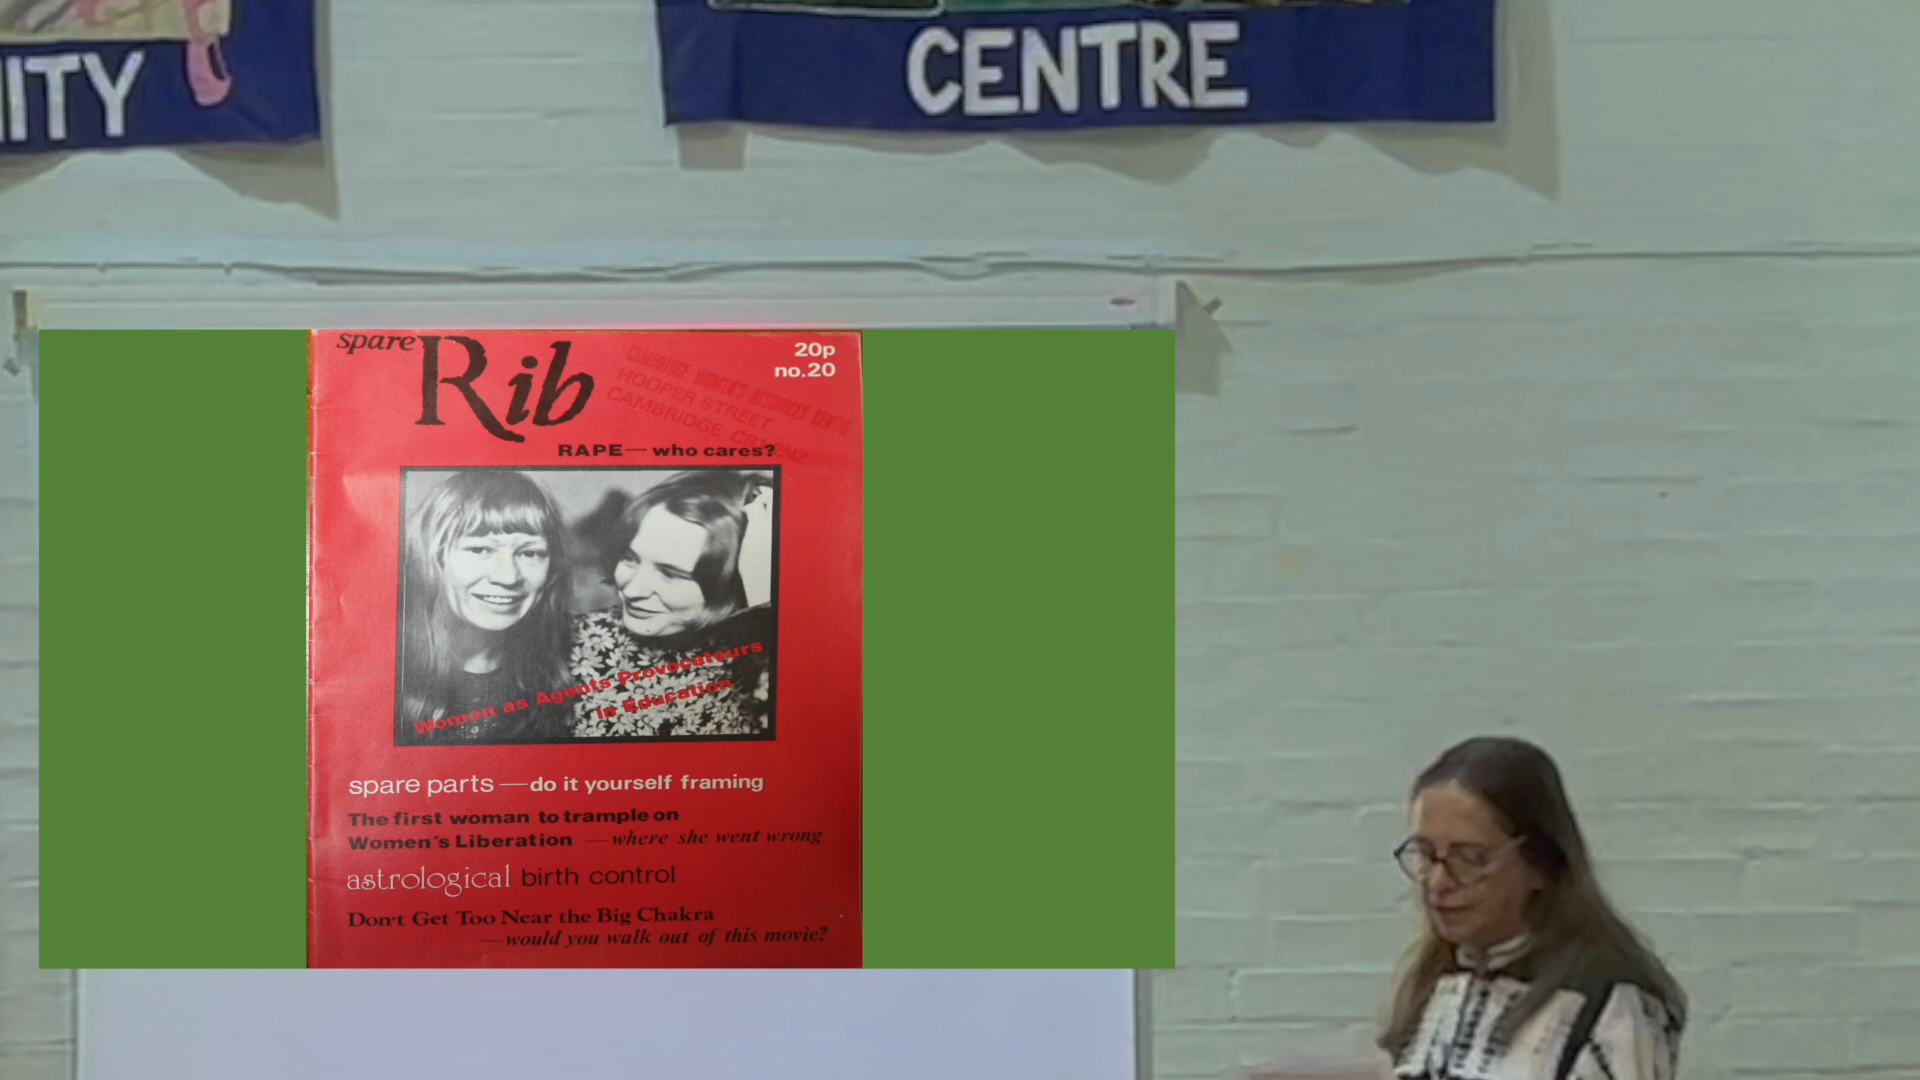 ITY
CENTRE
spare Rib
20p
no.20
CAMBRIDGE WOMEN'S RESOURCES CENTRE
HOOPER STREET
CAMBRIDGE CB1 2NZ
RAPE— who cares?
Women as Agents Provocateurs
in Education
spare parts —do it yourself framing
The first woman to trample on
Women's Liberation —where she went wrong
astrological birth control
Don't Get Too Near the Big Chakra
—would you walk out of this movie?